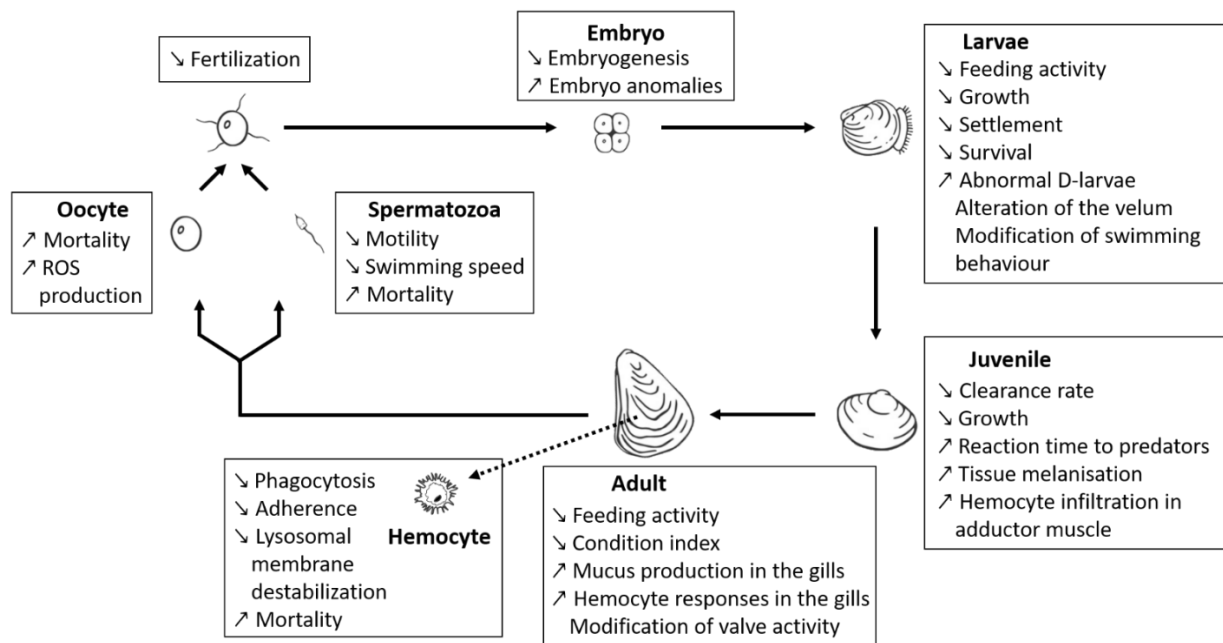 ↘ Fertilization
Embryo
↘ Embryogenesis
↗ Embryo anomalies
Larvae
↘ Feeding activity
↘ Growth
↘ Settlement
↘ Survival
↗ Abnormal D-larvae
Alteration of the velum
Modification of swimming
behaviour
Oocyte
↗ Mortality
↗ ROS
production
Spermatozoa
↘ Motility
↘ Swimming speed
↗ Mortality
Juvenile
↘ Clearance rate
↘ Growth
↗ Reaction time to predators
↗ Tissue melanisation
↗ Hemocyte infiltration in
adductor muscle
↘ Phagocytosis
↘ Adherence
↘ Lysosomal
membrane
destabilization
↗ Mortality
Hemocyte
Adult
↘ Feeding activity
↘ Condition index
↗ Mucus production in the gills
↗ Hemocyte responses in the gills
Modification of valve activity